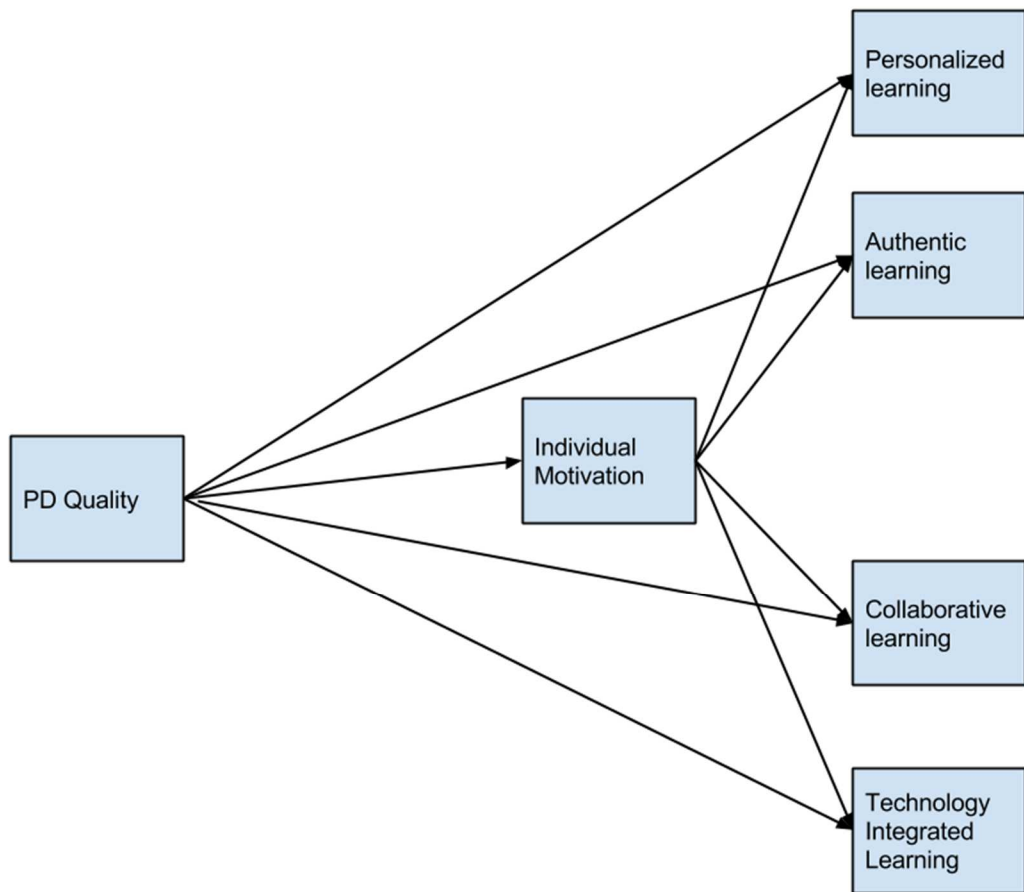 Personalized
learning
Authentic
learning
Individual
Motivation
PD Quality
Collaborative
learning
Technology
Integrated
Learning